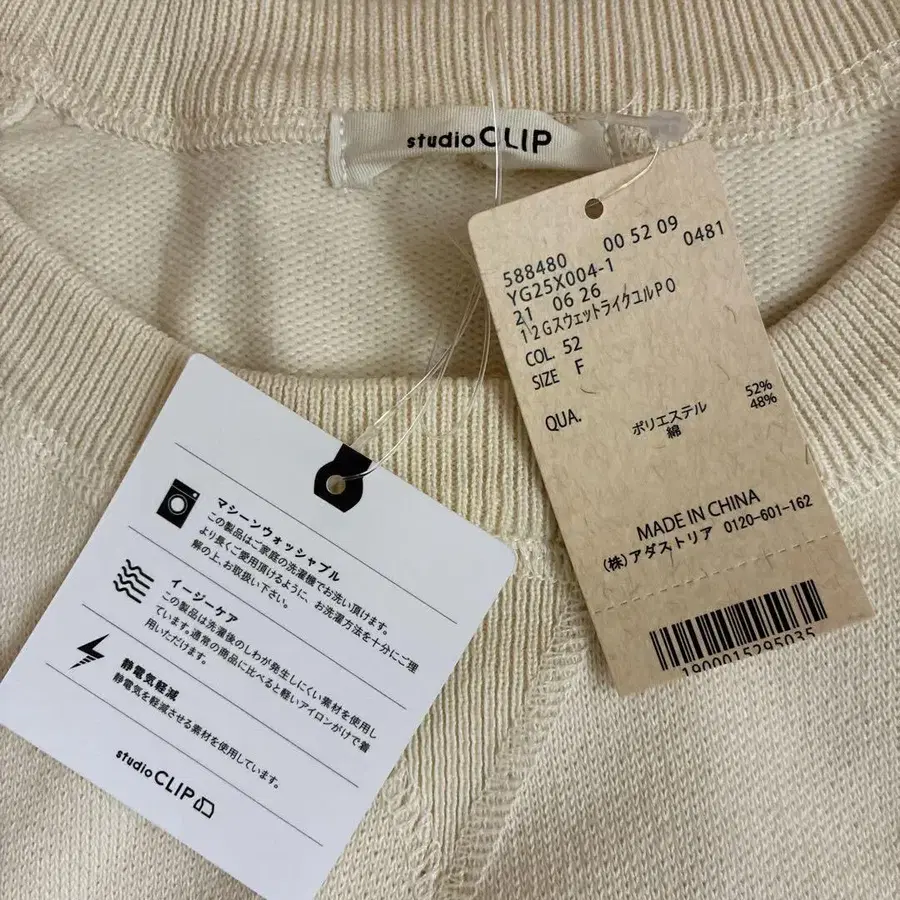 studio CLIP
588480 00 52 09
YG25X004-1 0481
21 06 26
12GスウェットライクユルPO
COL. 52
SIZE F
QUA. ポリエステル 52%
綿 48%
MADE IN CHINA
(株)アダストリア 0120-601-162
1900015295035
マシーンウォッシャブル
この製品はご家庭の洗濯機でお洗い頂けます。
より長くご愛用頂けるように、お洗濯方法を十分にご理
解の上、お取扱い下さい。
イージーケア
この製品は洗濯後のしわが発生しにくい素材を使用し
ています。通常の商品に比べると軽いアイロンがけで着
用いただけます。
静電気軽減
静電気を軽減させる素材を使用しています。
studio CLIP